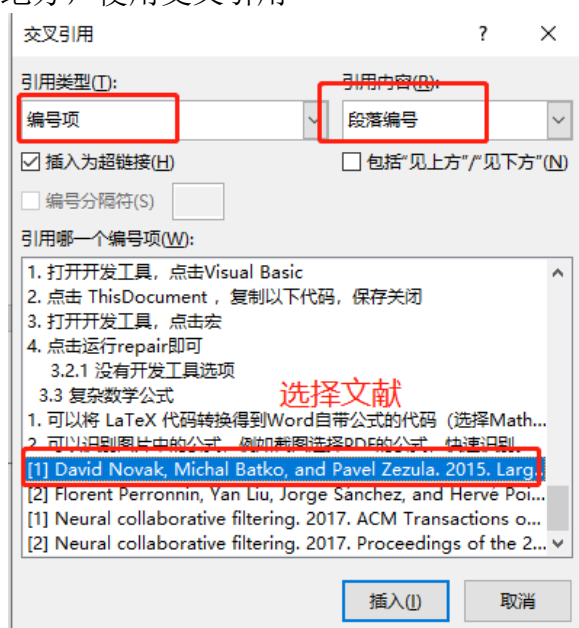 地方，使用交叉引用
交叉引用 ? ×
引用类型(T): 引用内容(R):
编号项 段落编号
插入为超链接(H) 包括“见上方”/“见下方”(N)
编号分隔符(S)
引用哪一个编号项(W):
1. 打开开发工具，点击Visual Basic
2. 点击 ThisDocument ，复制以下代码，保存关闭
3. 打开开发工具，点击宏
4. 点击运行repair即可
3.2.1 没有开发工具选项
3.3 复杂数学公式
选择文献
1. 可以将 LaTeX 代码转换得到Word自带公式的代码（选择Math...
2. 可以识别图片中的公式，例如截图选择PDF的公式，快速识别...
[1] David Novak, Michal Batko, and Pavel Zezula. 2015. Larg...
[2] Florent Perronnin, Yan Liu, Jorge Sánchez, and Hervé Poi...
[1] Neural collaborative filtering. 2017. ACM Transactions o...
[2] Neural collaborative filtering. 2017. Proceedings of the 2...
插入(I) 取消